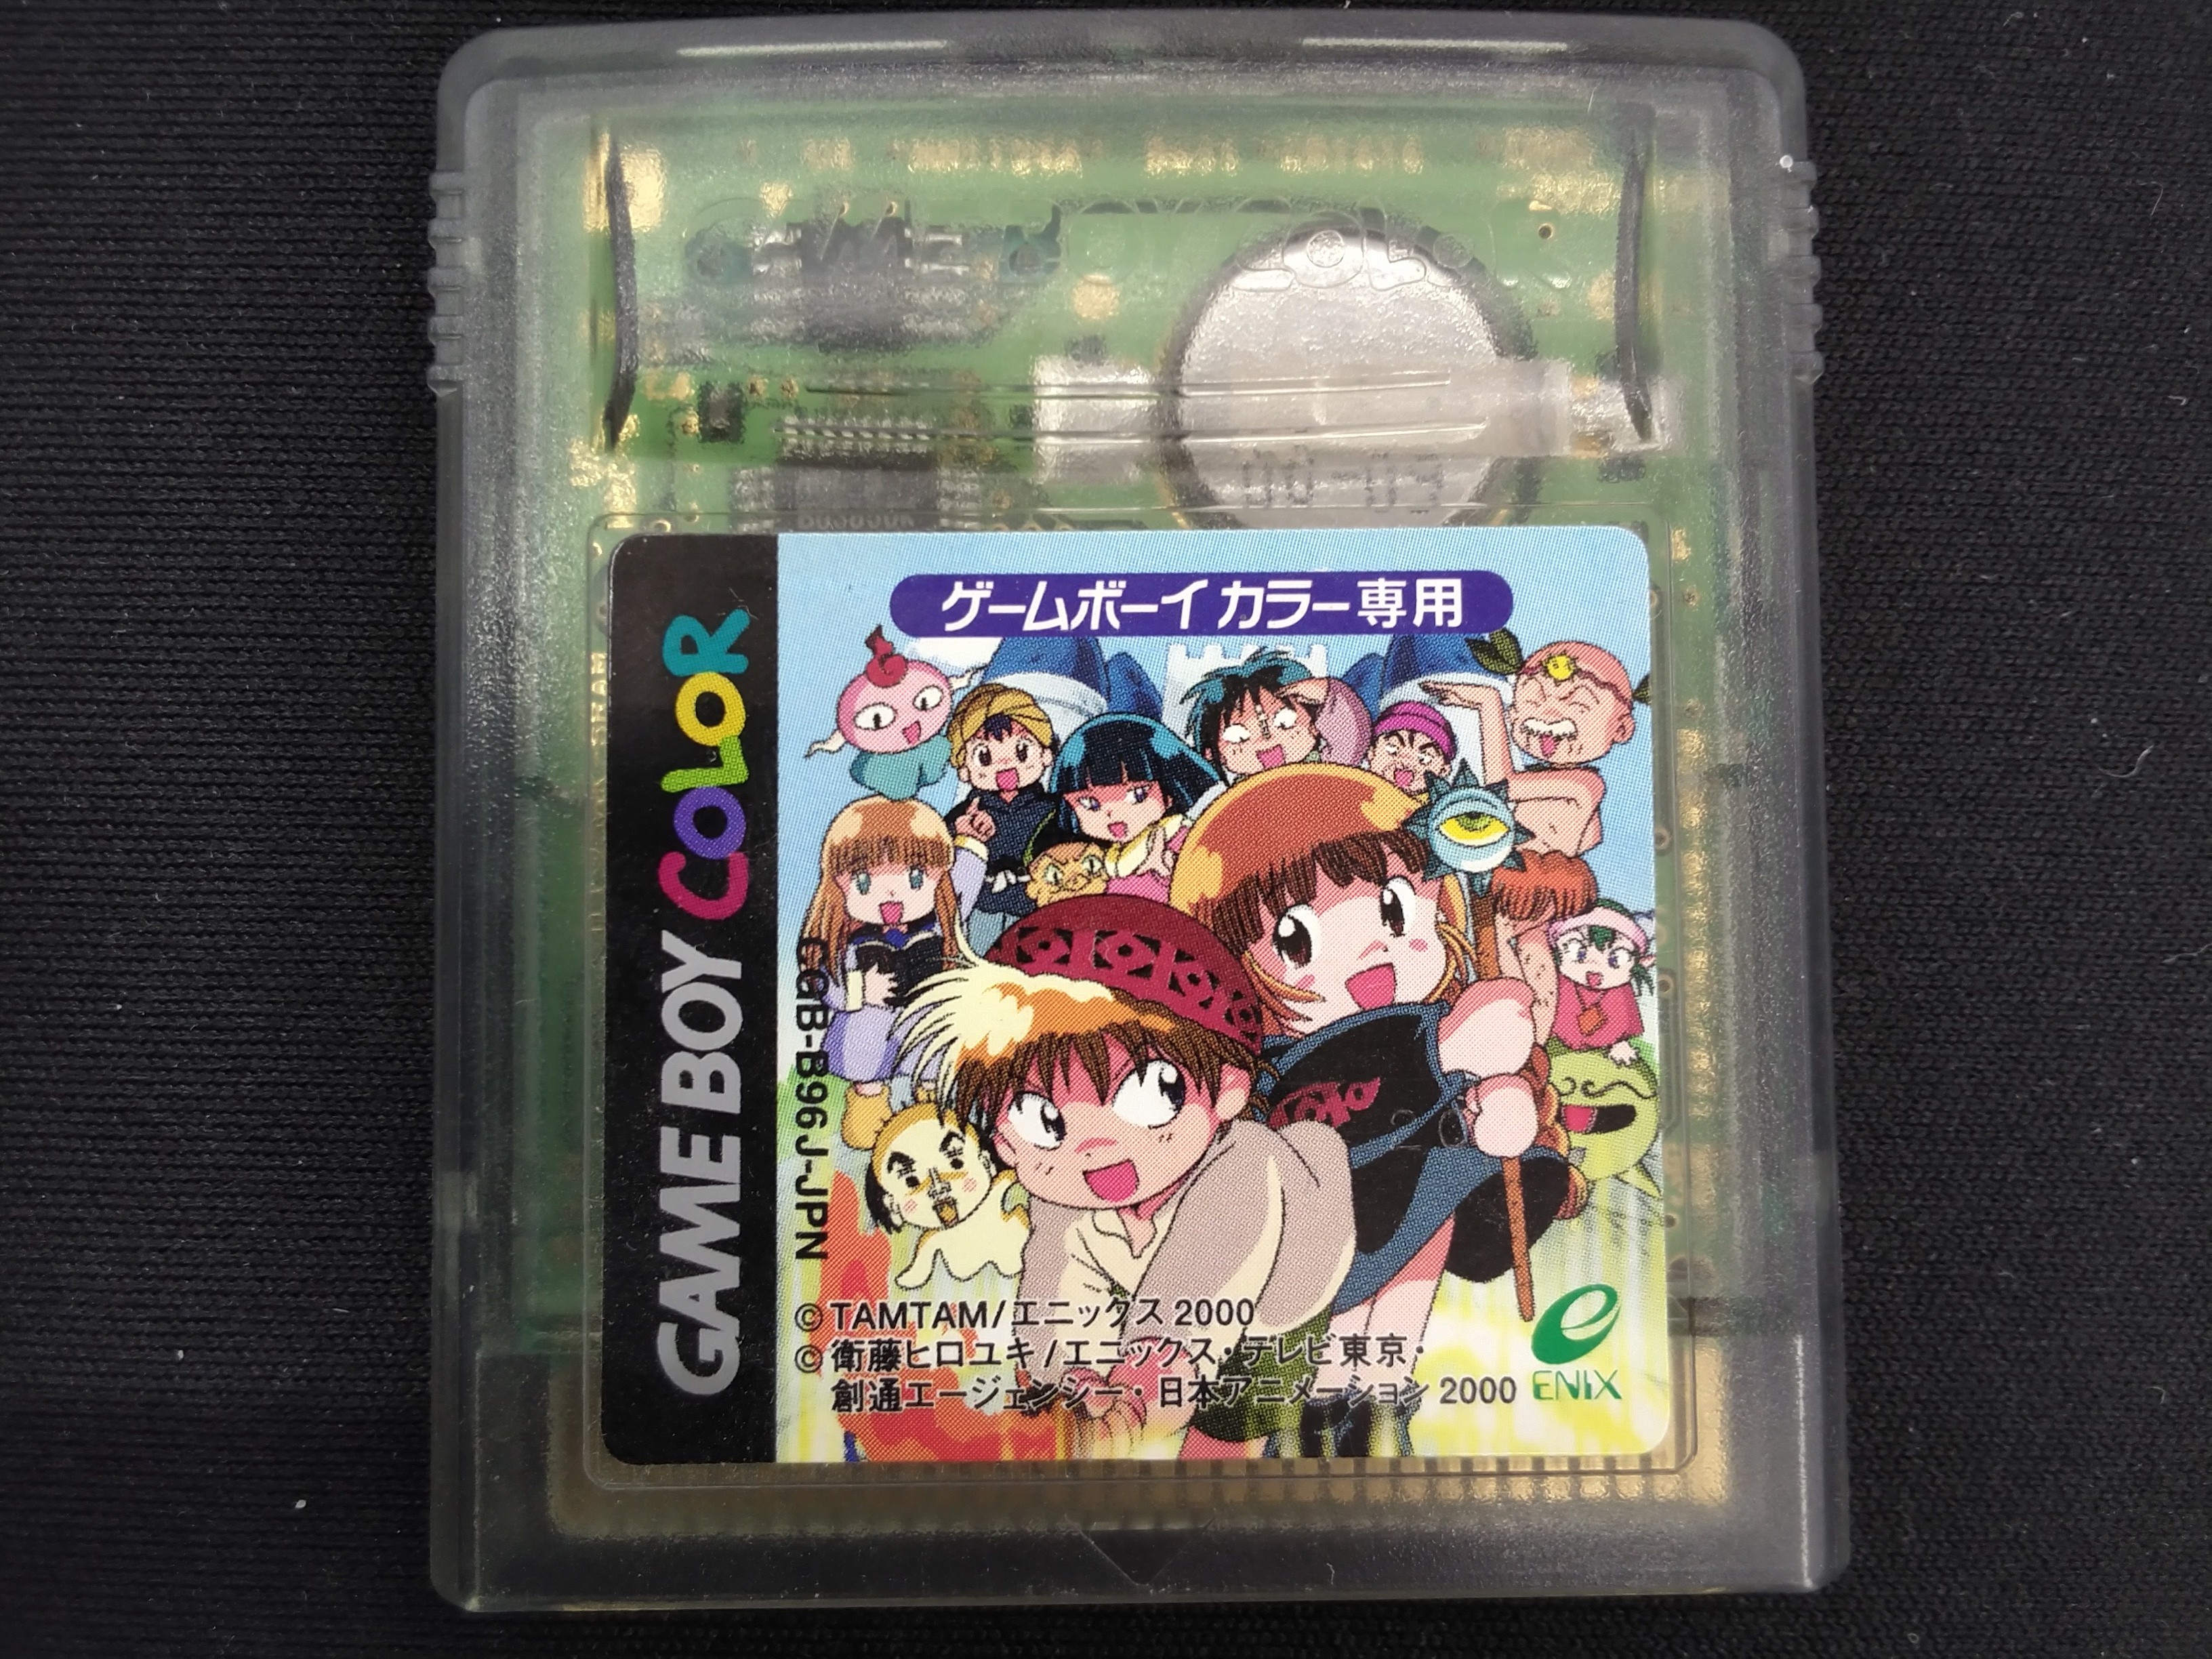 GAME BOY COLOR
ゲームボーイカラー専用
CGB-B96J-JPN
©TAMTAM/エニックス 2000
©衛藤ヒロユキ/エニックス・テレビ東京・
創通エージェンシー・日本アニメーション 2000
ENIX